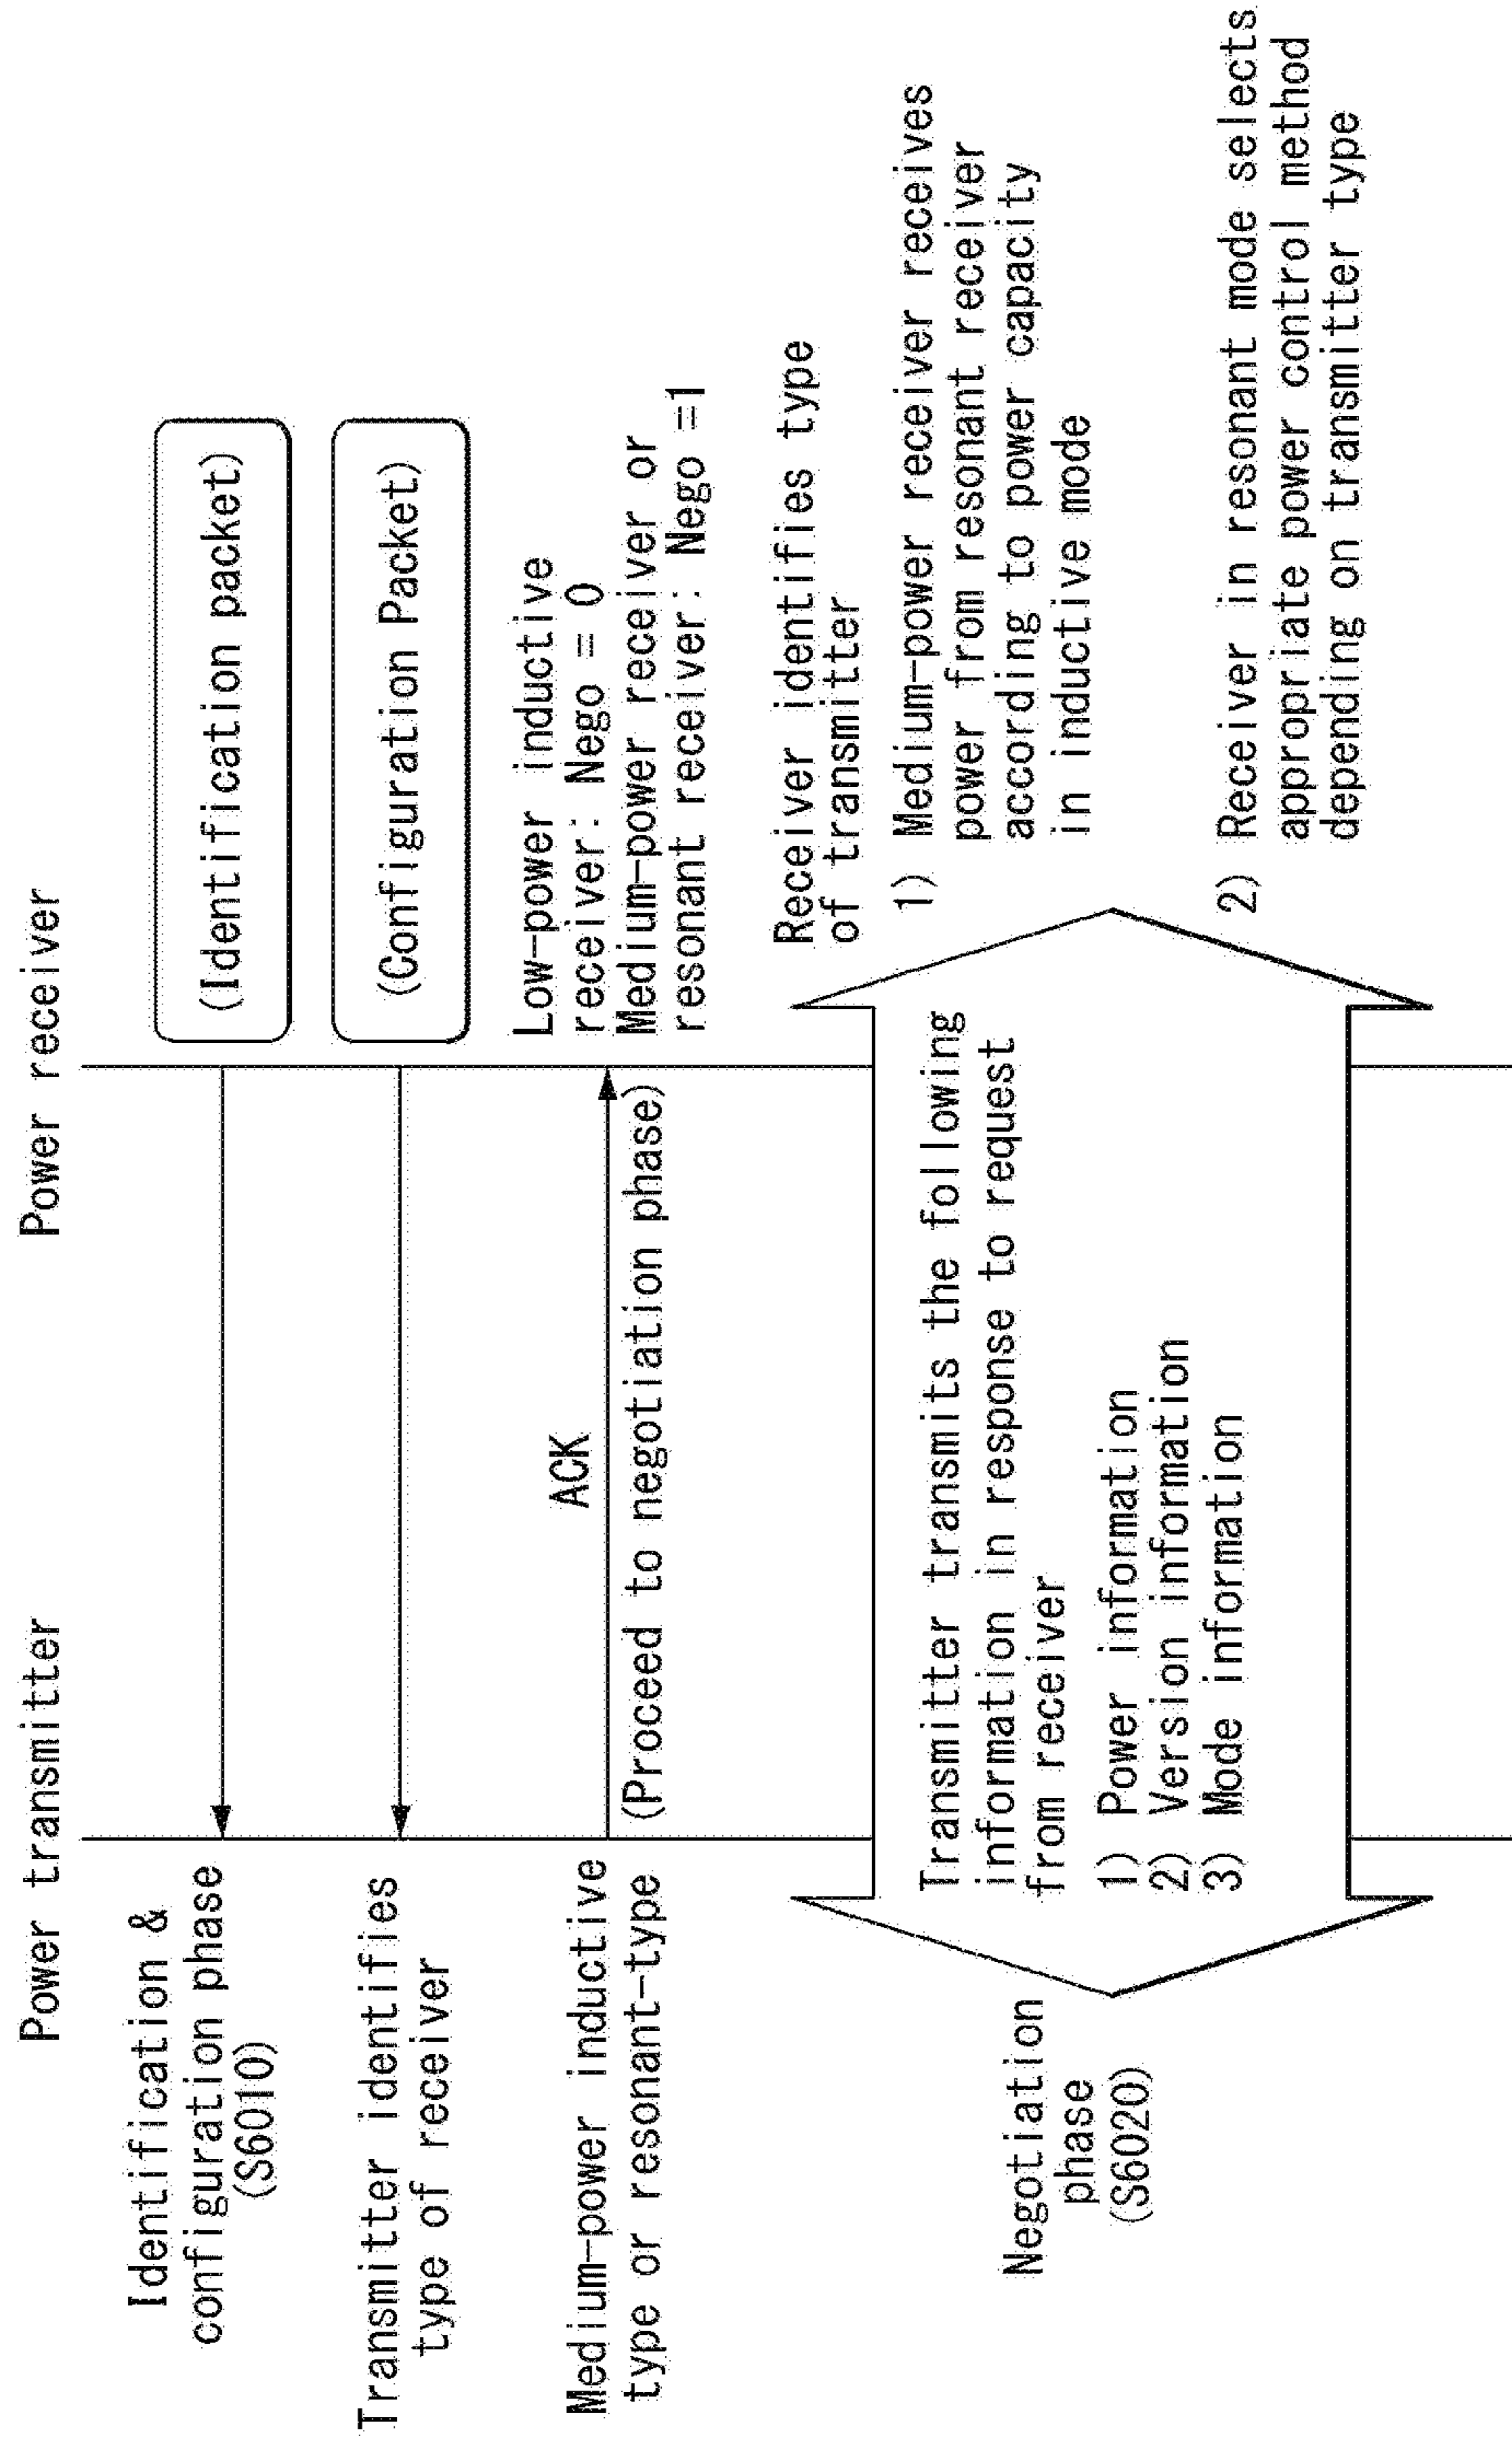 Power transmitter
Power receiver
Identification &
configuration phase
(S6010)
(Identification packet)
Transmitter identifies
type of receiver
(Configuration Packet)
Medium-power inductive
type or resonant-type
ACK
(Proceed to negotiation phase)
Low-power inductive
receiver: Nego = 0
Medium-power receiver or
resonant receiver: Nego =1
Negotiation
phase
(S6020)
Transmitter transmits the following
information in response to request
from receiver
1) Power information
2) Version information
3) Mode information
Receiver identifies type
of transmitter
1) Medium-power receiver receives
power from resonant receiver
according to power capacity
in inductive mode
2) Receiver in resonant mode selects
appropriate power control method
depending on transmitter type